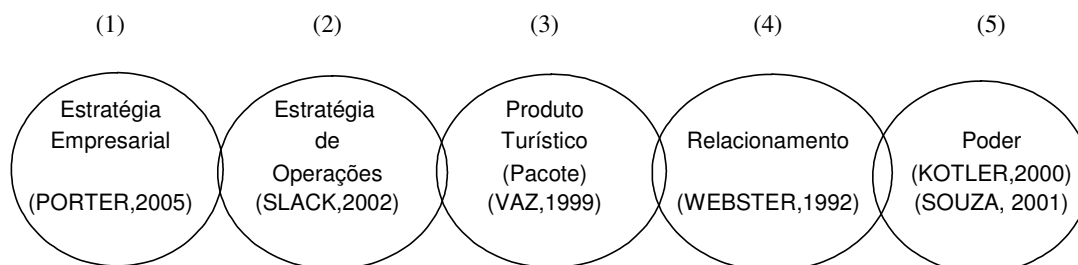 (1) (2) (3) (4) (5)
Estratégia
Empresarial
(PORTER,2005)
Estratégia
de
Operações
(SLACK,2002)
Produto
Turístico
(Pacote)
(VAZ,1999)
Relacionamento
(WEBSTER,1992)
Poder
(KOTLER,2000)
(SOUZA, 2001)